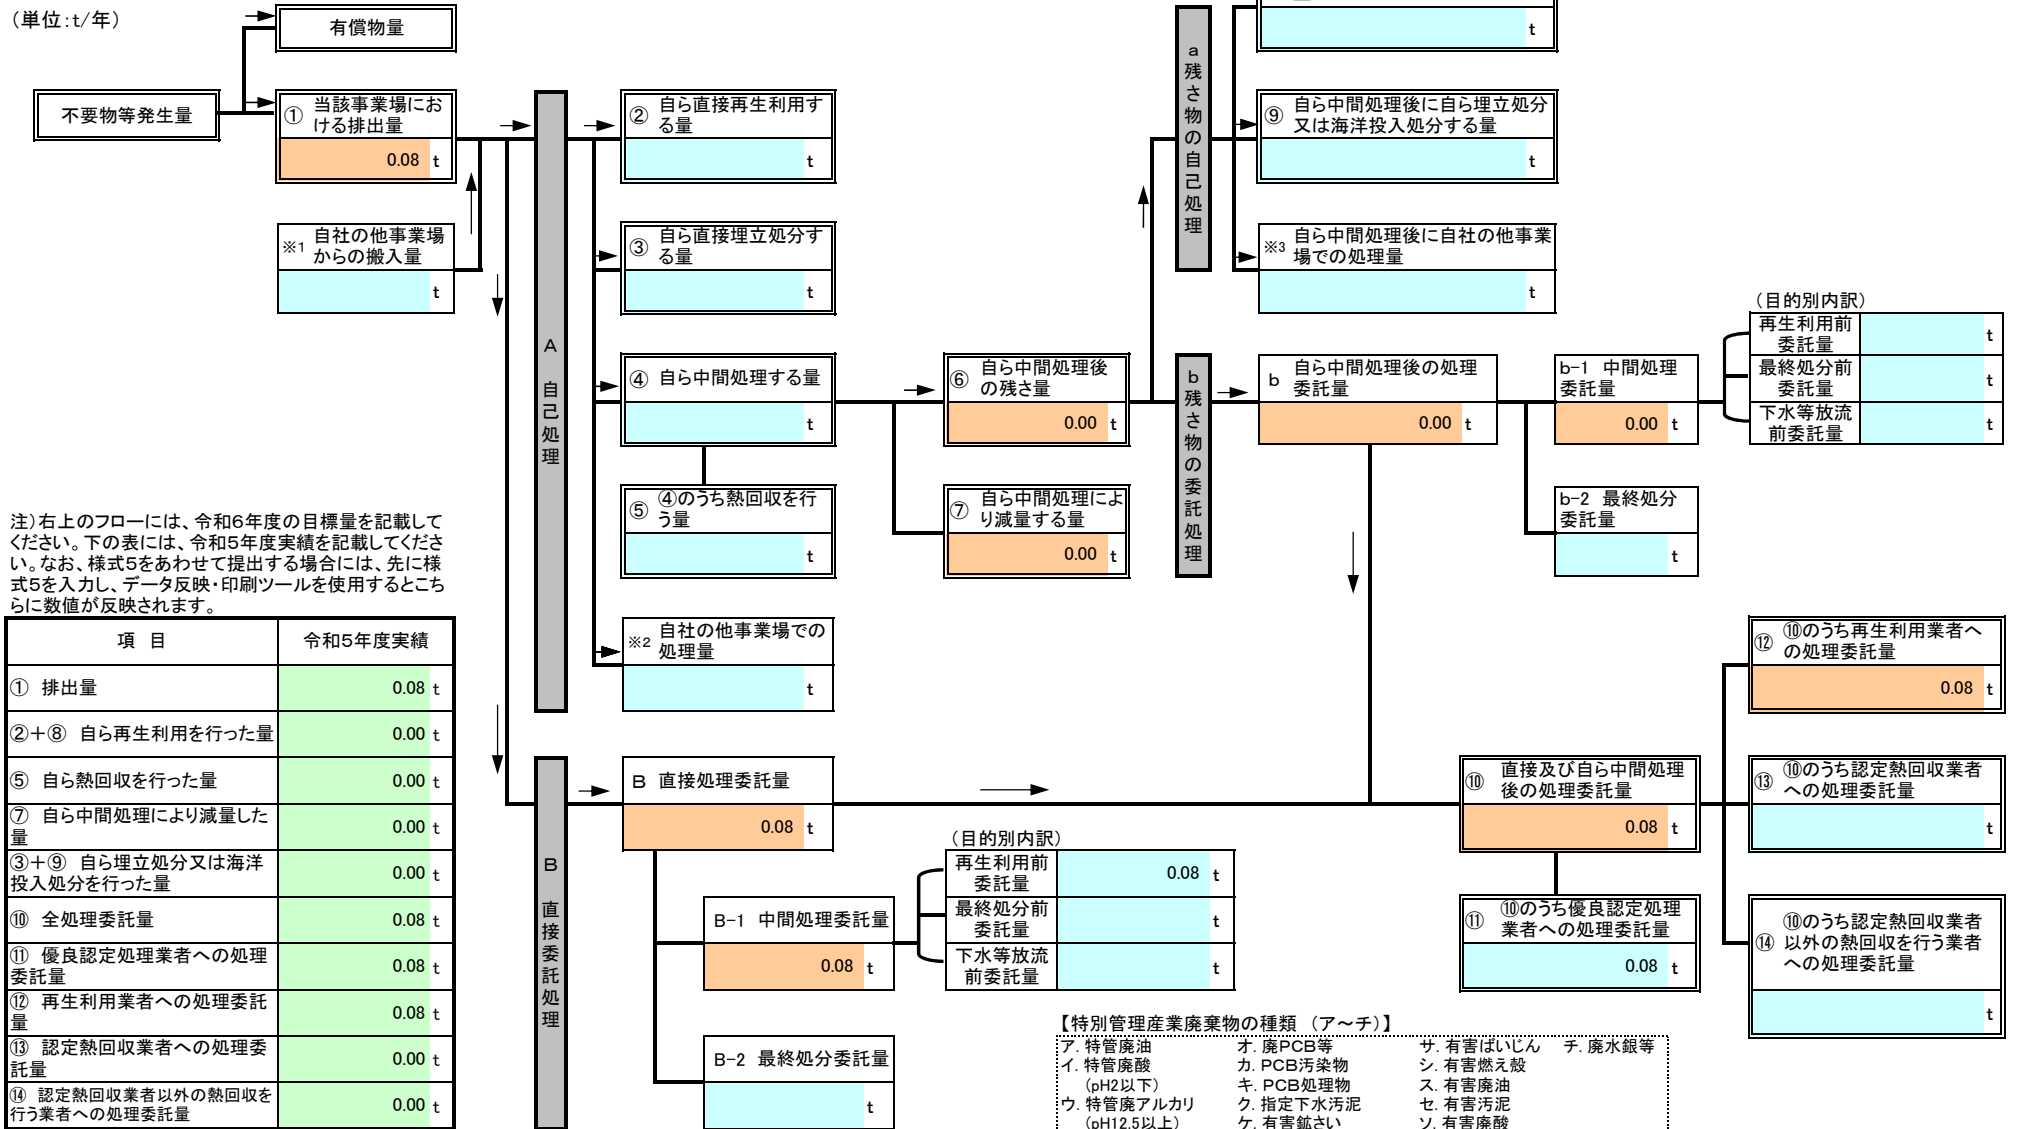 （単位:t/年）
有償物量
不要物等発生量
① 当該事業場にお
ける排出量
0.08 t
※1 自社の他事業場
からの搬入量
t
A
自己処理
② 自ら直接再生利用す
る量
t
③ 自ら直接埋立処分す
る量
t
④ 自ら中間処理する量
t
⑤ ④のうち熱回収を行
う量
t
※2 自社の他事業場での
処理量
t
⑥ 自ら中間処理後
の残さ量
0.00 t
⑦ 自ら中間処理によ
り減量する量
0.00 t
a
残さ物の自己処理
t
⑨ 自ら中間処理後に自ら埋立処分
又は海洋投入処分する量
t
※3 自ら中間処理後に自社の他事業
場での処理量
t
b
残さ物の委託処理
b 自ら中間処理後の処理
委託量
0.00 t
b-1 中間処理
委託量
0.00 t
b-2 最終処分
委託量
t
（目的別内訳）
再生利用前
委託量
t
最終処分前
委託量
t
下水等放流
前委託量
t
注）右上のフローには、令和6年度の目標量を記載して
ください。下の表には、令和5年度実績を記載してくださ
い。なお、様式5をあわせて提出する場合には、先に様
式5を入力し、データ反映・印刷ツールを使用するとこち
らに数値が反映されます。
項 目 令和5年度実績
① 排出量 0.08 t
②＋⑧ 自ら再生利用を行った量 0.00 t
⑤ 自ら熱回収を行った量 0.00 t
⑦ 自ら中間処理により減量した
量 0.00 t
③＋⑨ 自ら埋立処分又は海洋
投入処分を行った量 0.00 t
⑩ 全処理委託量 0.08 t
⑪ 優良認定処理業者への処理
委託量 0.08 t
⑫ 再生利用業者への処理委託
量 0.08 t
⑬ 認定熱回収業者への処理委
託量 0.00 t
⑭ 認定熱回収業者以外の熱回収を
行う業者への処理委託量 0.00 t
B
直接委託処理
B 直接処理委託量
0.08 t
B-1 中間処理委託量
0.08 t
B-2 最終処分委託量
t
（目的別内訳）
再生利用前
委託量
0.08 t
最終処分前
委託量
t
下水等放流
前委託量
t
⑩ 直接及び自ら中間処理
後の処理委託量
0.08 t
⑪ ⑩のうち優良認定処理
業者への処理委託量
0.08 t
⑫ ⑩のうち再生利用業者へ
の処理委託量
0.08 t
⑬ ⑩のうち認定熱回収業者
への処理委託量
t
⑭ ⑩のうち認定熱回収業者
以外の熱回収を行う業者
への処理委託量
t
【特別管理産業廃棄物の種類 （ア～チ）】
ア. 特管廃油 オ. 廃PCB等 サ. 有害ばいじん チ. 廃水銀等
イ. 特管廃酸 カ. PCB汚染物 シ. 有害燃え殻
（pH2以下） キ. PCB処理物 ス. 有害廃油
ウ. 特管廃アルカリ ク. 指定下水汚泥 セ. 有害汚泥
（pH12.5以上） ケ. 有害鉱さい ソ. 有害廃酸